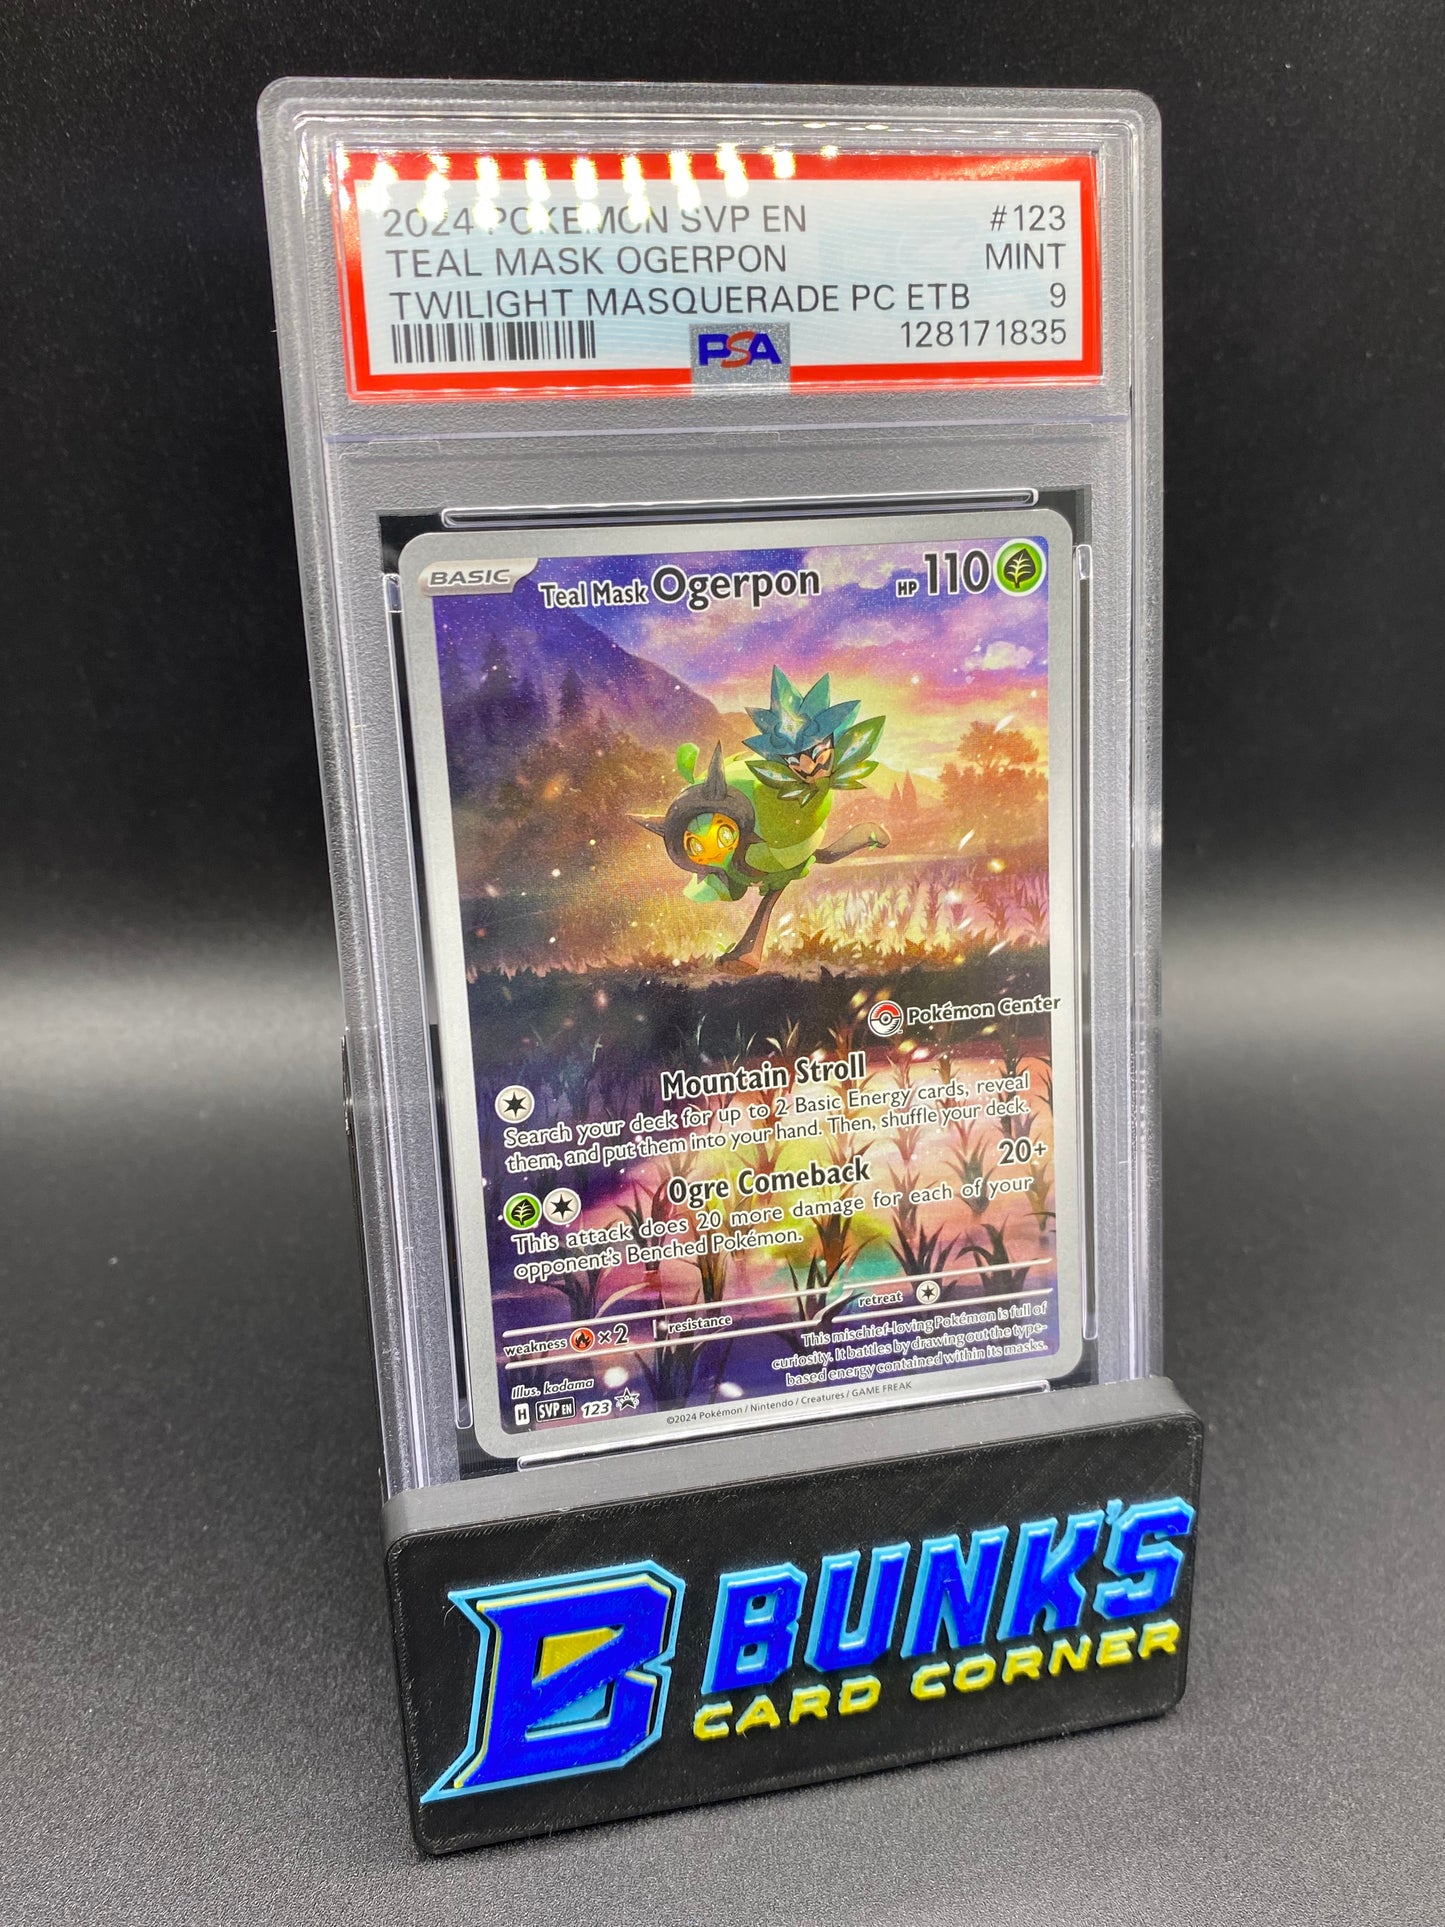 2024 POKEMON SVP EN #123
TEAL MASK OGERPON MINT
TWILIGHT MASQUERADE PC ETB 9
PSA 128171835
BASIC Teal Mask Ogerpon HP 110
Pokémon Center
Mountain Stroll
Search your deck for up to 2 Basic Energy cards, reveal
them, and put them into your hand. Then, shuffle your deck.
Ogre Comeback 20+
This attack does 20 more damage for each of your
opponent's Benched Pokémon.
weakness ×2 resistance retreat
This mischief-loving Pokémon is full of
curiosity. It battles by drawing out the type-
based energy contained within its masks.
Illus. kodama
H SVP EN 123
©2024 Pokémon / Nintendo / Creatures / GAME FREAK
B BUNK'S
CARD CORNER